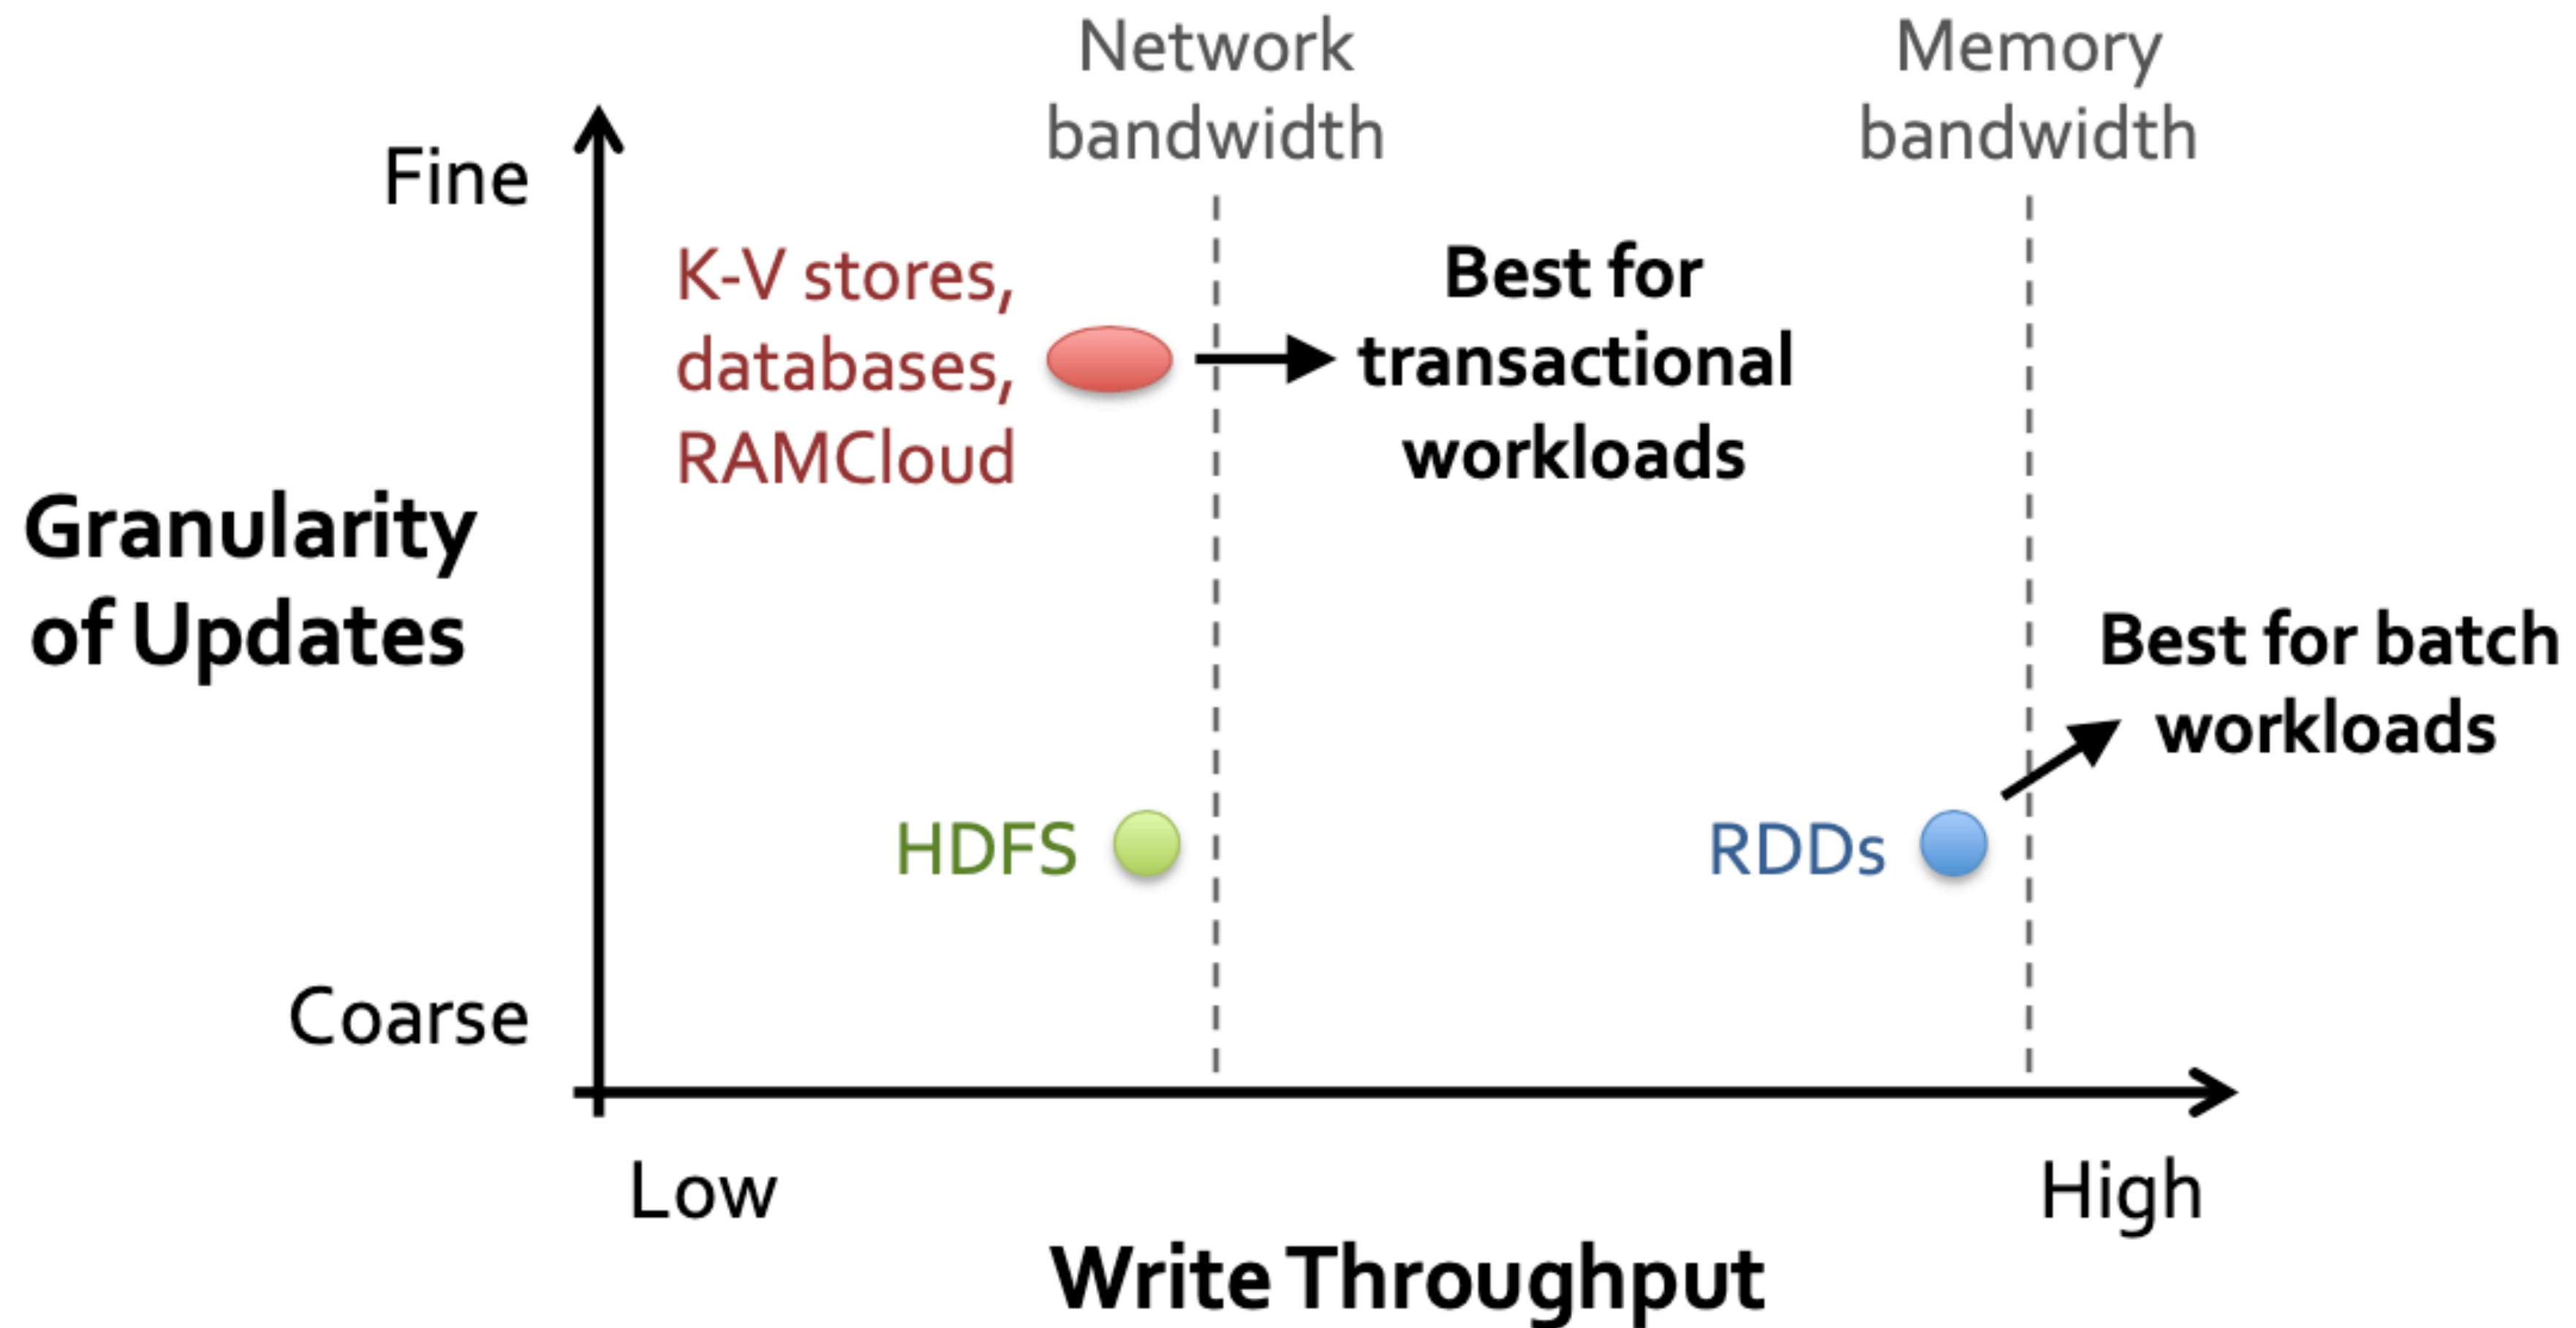 Network
bandwidth
Memory
bandwidth
Fine
K-V stores,
databases,
RAMCloud
Best for
transactional
workloads
Granularity
of Updates
Best for batch
workloads
HDFS
RDDs
Coarse
Low
High
Write Throughput